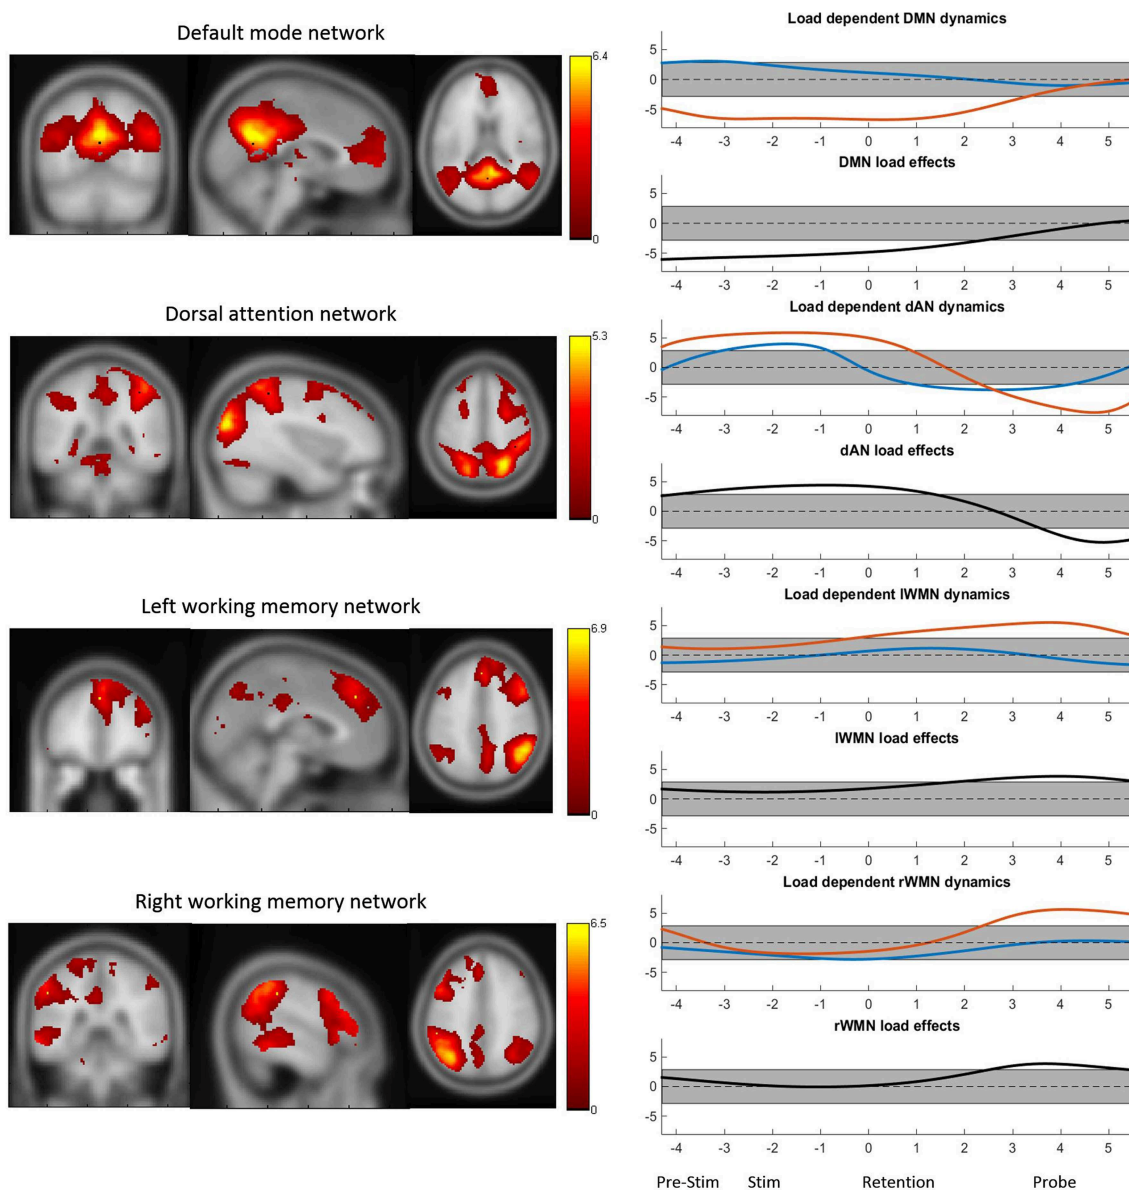 Default mode network
6.4
0
Load dependent DMN dynamics
5
0
-5
-4 -3 -2 -1 0 1 2 3 4 5
DMN load effects
5
0
-5
-4 -3 -2 -1 0 1 2 3 4 5
Dorsal attention network
5.3
0
Load dependent dAN dynamics
5
0
-5
-4 -3 -2 -1 0 1 2 3 4 5
dAN load effects
5
0
-5
-4 -3 -2 -1 0 1 2 3 4 5
Left working memory network
6.9
0
Load dependent lWMN dynamics
5
0
-5
-4 -3 -2 -1 0 1 2 3 4 5
lWMN load effects
5
0
-5
-4 -3 -2 -1 0 1 2 3 4 5
Right working memory network
6.5
0
Load dependent rWMN dynamics
5
0
-5
-4 -3 -2 -1 0 1 2 3 4 5
rWMN load effects
5
0
-5
-4 -3 -2 -1 0 1 2 3 4 5
Pre-Stim Stim Retention Probe